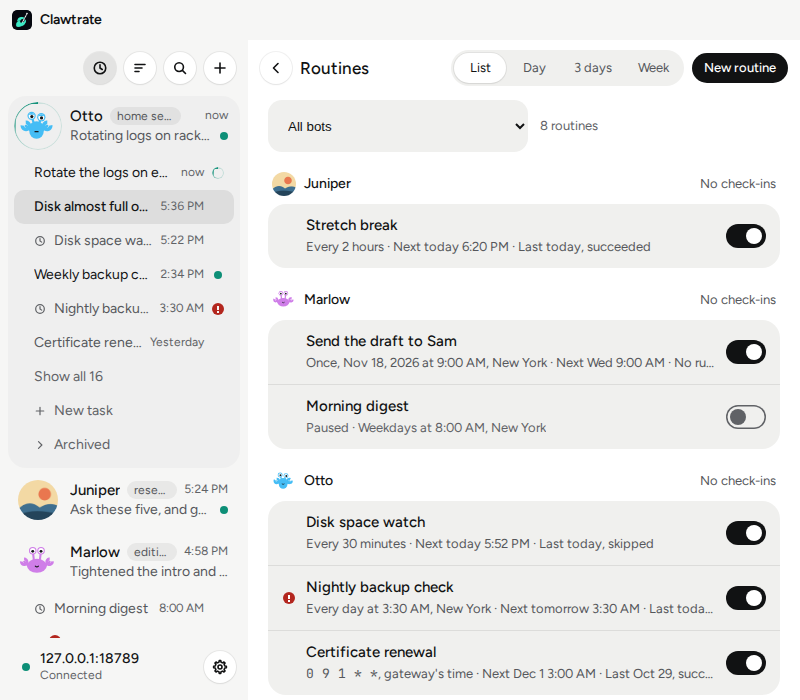 Clawtrate
Otto home se... now
Rotating logs on rack...
Rotate the logs on e... now
Disk almost full o... 5:36 PM
Disk space wa... 5:22 PM
Weekly backup c... 2:34 PM
Nightly backu... 3:30 AM
Certificate rene... Yesterday
Show all 16
New task
Archived
Juniper rese... 5:24 PM
Ask these five, and g...
Marlow editi... 4:58 PM
Tightened the intro and ...
Morning digest 8:00 AM
127.0.0.1:18789
Connected
Routines
List Day 3 days Week
New routine
All bots
8 routines
Juniper No check-ins
Stretch break
Every 2 hours · Next today 6:20 PM · Last today, succeeded
Marlow No check-ins
Send the draft to Sam
Once, Nov 18, 2026 at 9:00 AM, New York · Next Wed 9:00 AM · No ru...
Morning digest
Paused · Weekdays at 8:00 AM, New York
Otto No check-ins
Disk space watch
Every 30 minutes · Next today 5:52 PM · Last today, skipped
Nightly backup check
Every day at 3:30 AM, New York · Next tomorrow 3:30 AM · Last toda...
Certificate renewal
0 9 1 * *, gateway's time · Next Dec 1 3:00 AM · Last Oct 29, succ...